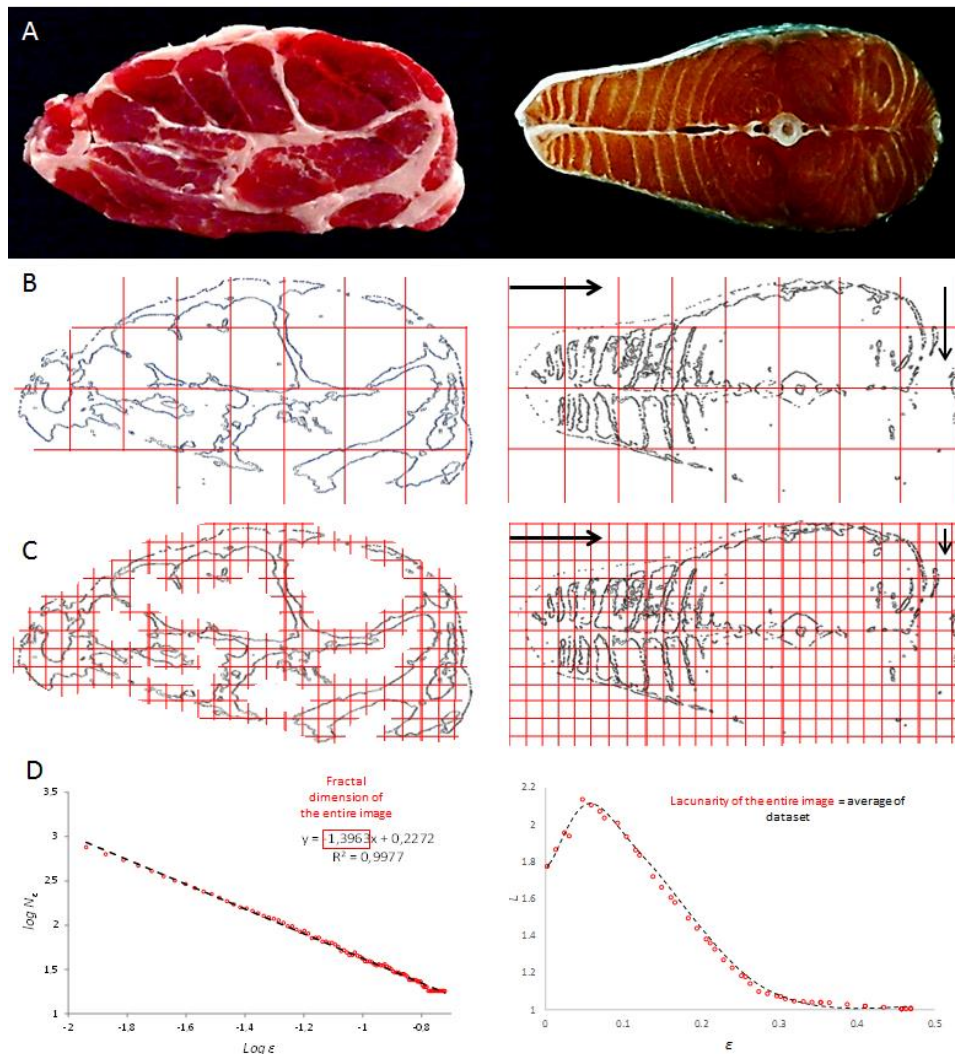 A
B
C
D
Fractal
dimension of
the entire image
y = -1,3963x + 0,2272
R² = 0,9977
3.5
3
2.5
2
1.5
1
log Nε
-2
-1,8
-1,6
-1,4
-1,2
-1
-0,8
Log ε
Lacunarity of the entire image = average of
dataset
2.2
2
1.8
1.6
1.4
1.2
1
L
0
0.1
0.2
0.3
0.4
0.5
ε